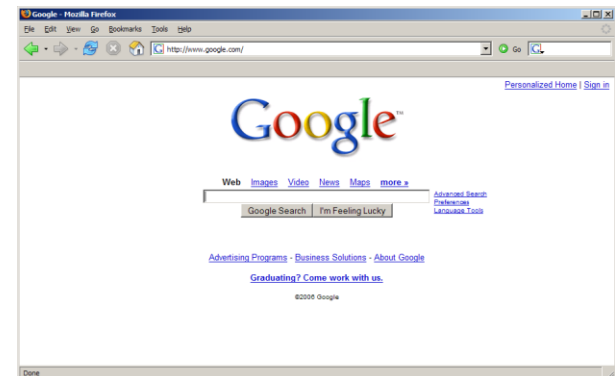 Google - Mozilla Firefox
File Edit View Go Bookmarks Tools Help
http://www.google.com/ Go
Personalized Home | Sign in
Google™
Web Images Video News Maps more »
Advanced Search
Preferences
Language Tools
Google Search I'm Feeling Lucky
Advertising Programs - Business Solutions - About Google
Graduating? Come work with us.
©2006 Google
Done